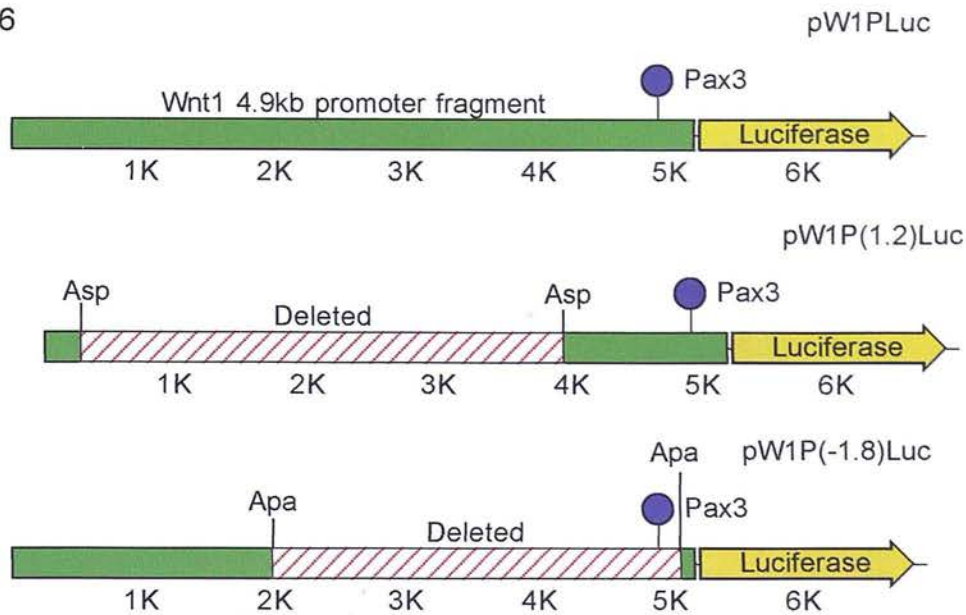 6
pW1PLuc
Pax3
Wnt1 4.9kb promoter fragment
Luciferase
1K 2K 3K 4K 5K 6K
pW1P(1.2)Luc
Asp Asp Pax3
Deleted
Luciferase
1K 2K 3K 4K 5K 6K
Apa pW1P(-1.8)Luc
Apa Pax3
Deleted
Luciferase
1K 2K 3K 4K 5K 6K